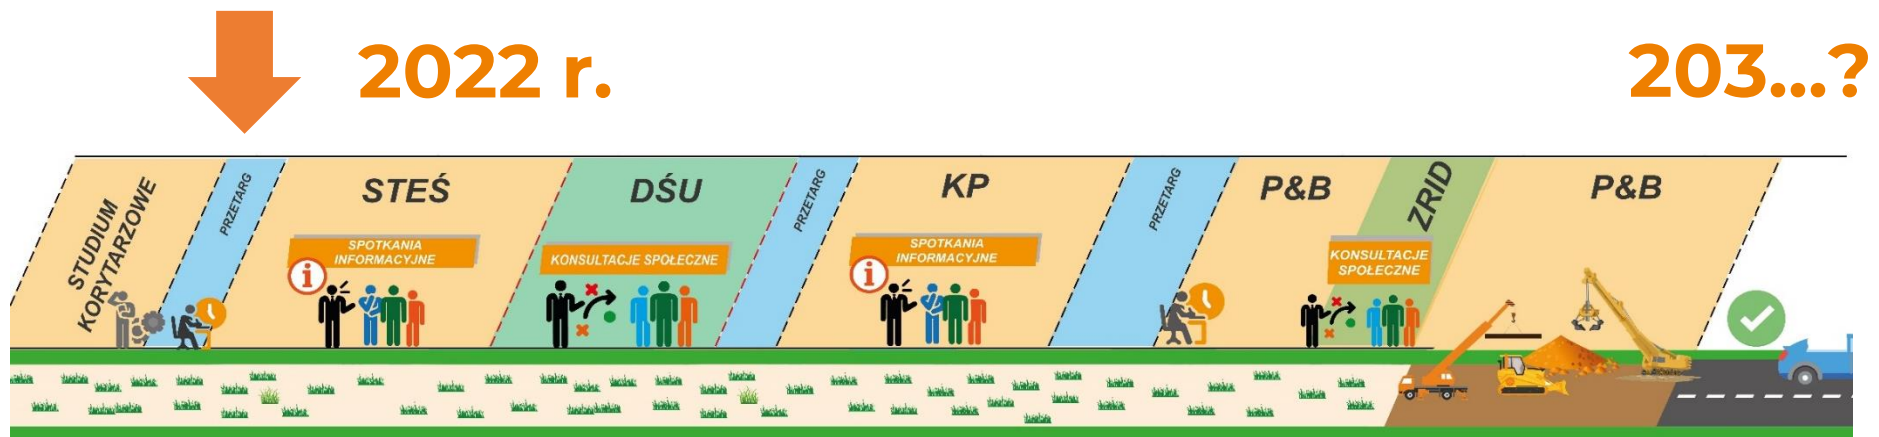 2022 r.
203...?
STUDIUM
KORYTARZOWE
PRZETARG
STEŚ
SPOTKANIA
INFORMACYJNE
i
DŚU
KONSULTACJE SPOŁECZNE
PRZETARG
KP
SPOTKANIA
INFORMACYJNE
i
PRZETARG
P&B
ZRID
KONSULTACJE
SPOŁECZNE
P&B